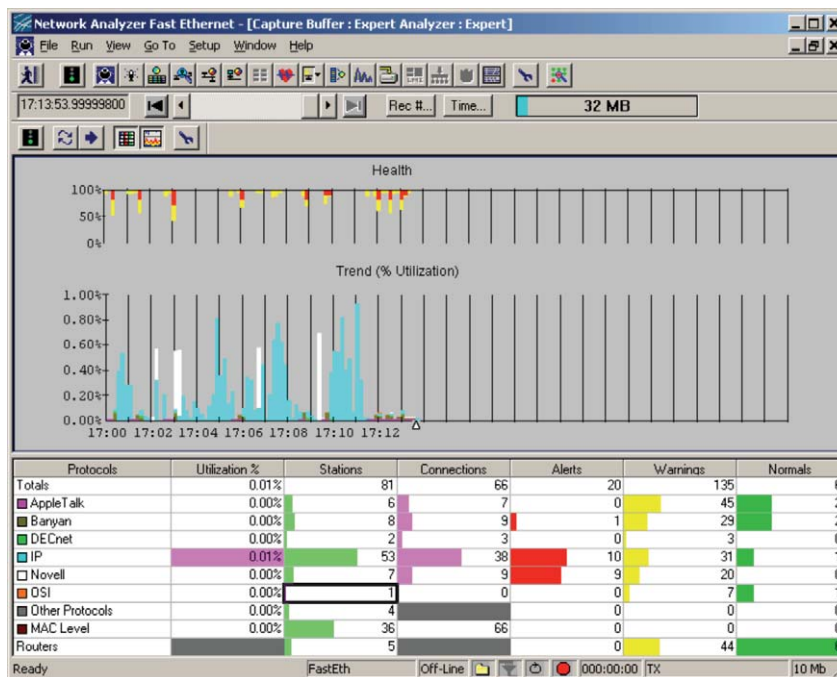 Network Analyzer Fast Ethernet - [Capture Buffer : Expert Analyzer : Expert]
File Run View Go To Setup Window Help
17:13:53.99999800 Rec #... Time... 32 MB
Health
100%
50%
0%
Trend (% Utilization)
1.00%
0.80%
0.60%
0.40%
0.20%
0.00%
17:00 17:02 17:04 17:06 17:08 17:10 17:12
Protocols Utilization % Stations Connections Alerts Warnings Normals
Totals 0.01% 81 66 20 135
AppleTalk 0.00% 6 7 0 45
Banyan 0.00% 8 9 1 29
DECnet 0.00% 2 3 0 3
IP 0.01% 53 38 10 31
Novell 0.00% 7 9 9 20
OSI 0.00% 1 0 0 7
Other Protocols 0.00% 4 0 0
MAC Level 0.00% 36 66 0 0
Routers 5 0 44
Ready FastEth Off-Line 000:00:00 TX 10 Mb